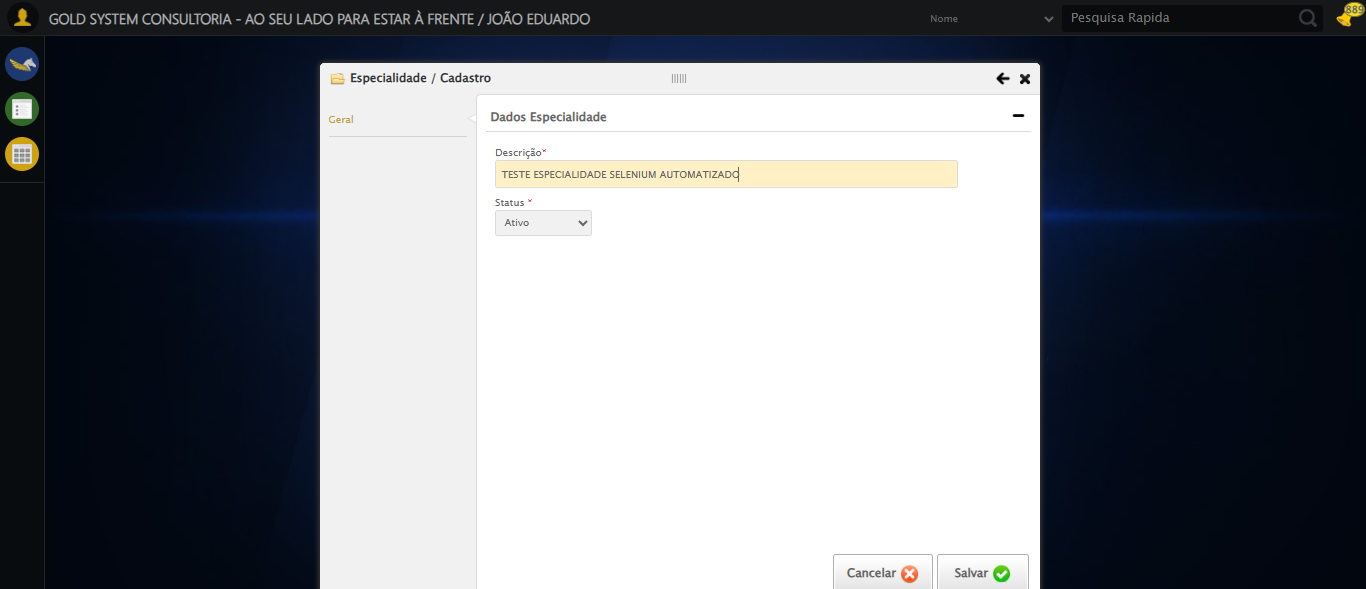 GOLD SYSTEM CONSULTORIA - AO SEU LADO PARA ESTAR À FRENTE / JOÃO EDUARDO
Nome
Pesquisa Rapida
889
Especialidade / Cadastro
Geral
Dados Especialidade
Descrição*
TESTE ESPECIALIDADE SELENIUM AUTOMATIZADO
Status *
Ativo
Cancelar
Salvar